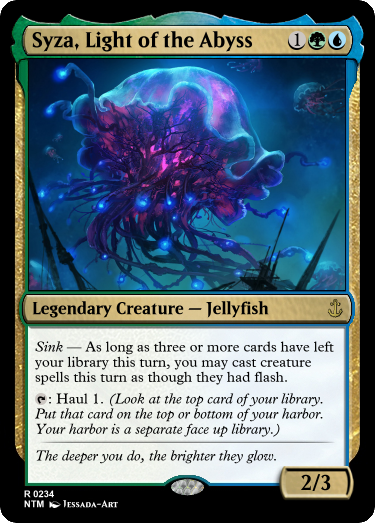 Syza, Light of the Abyss 1
Legendary Creature — Jellyfish
Sink — As long as three or more cards have left
your library this turn, you may cast creature
spells this turn as though they had flash.
: Haul 1. (Look at the top card of your library.
Put that card on the top or bottom of your harbor.
Your harbor is a separate face up library.)
The deeper you do, the brighter they glow.
2/3
R 0234
NTM Jessada-Art